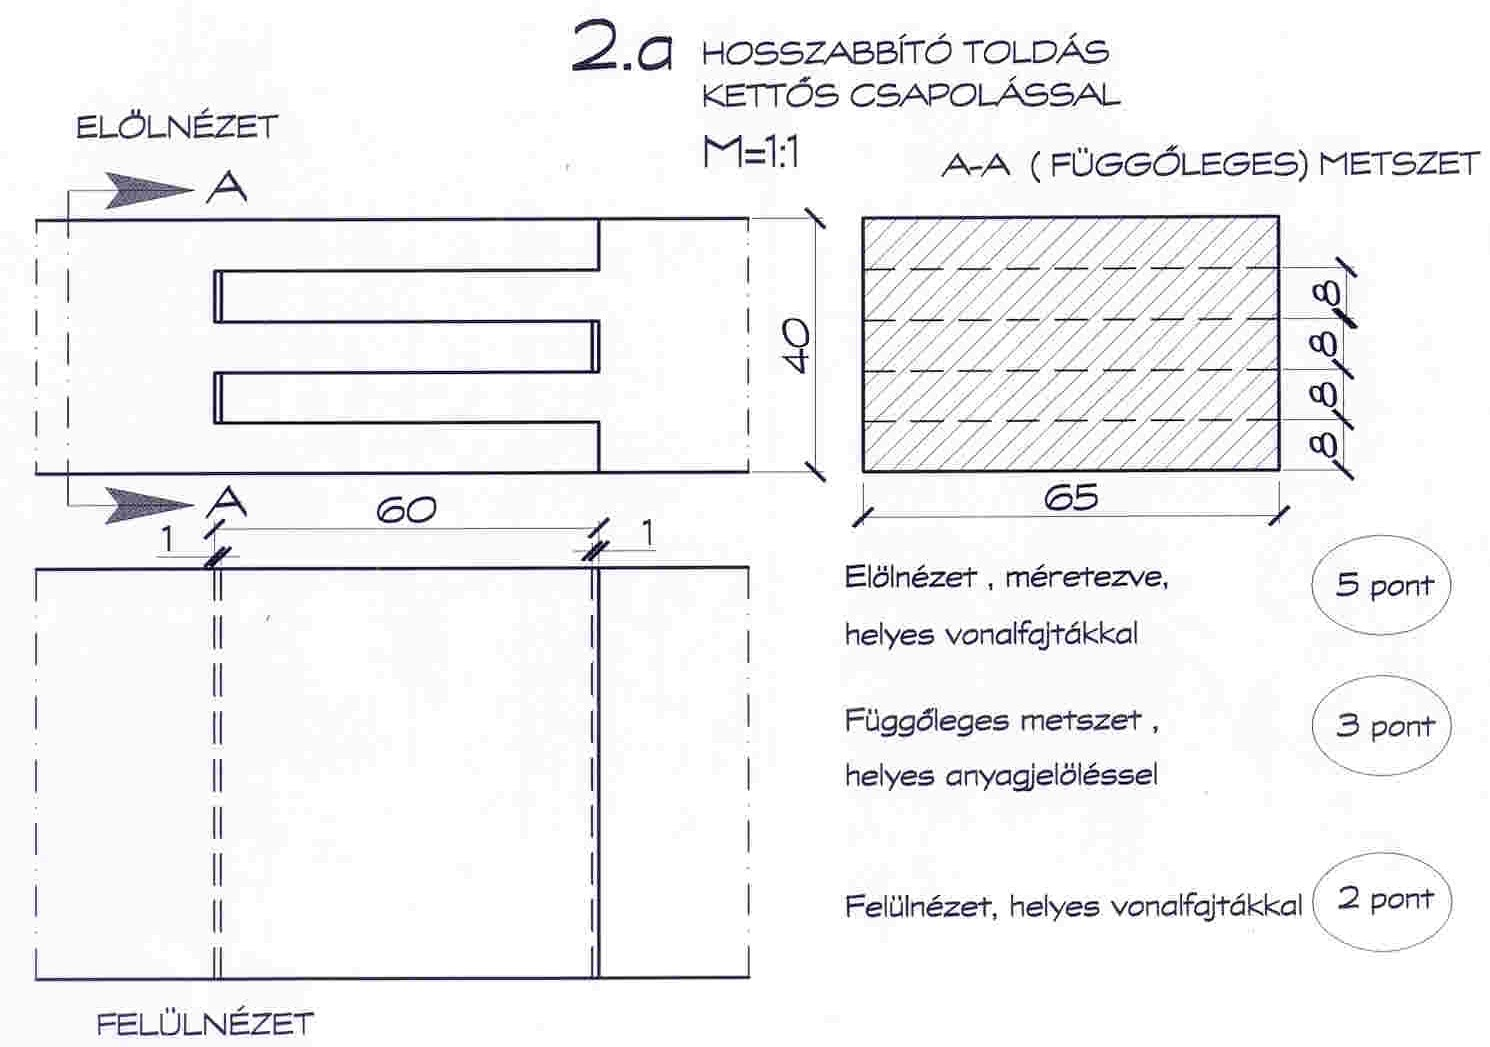 2.a HOSSZABBÍTÓ TOLDÁS
KETTŐS CSAPOLÁSSAL
M=1:1
ELÖLNÉZET
A-A ( FÜGGŐLEGES) METSZET
A
40
8
8
8
8
A
60
65
1
1
Elölnézet , méretezve,
helyes vonalfajtákkal
5 pont
Függőleges metszet ,
helyes anyagjelöléssel
3 pont
Felülnézet, helyes vonalfajtákkal
2 pont
FELÜLNÉZET